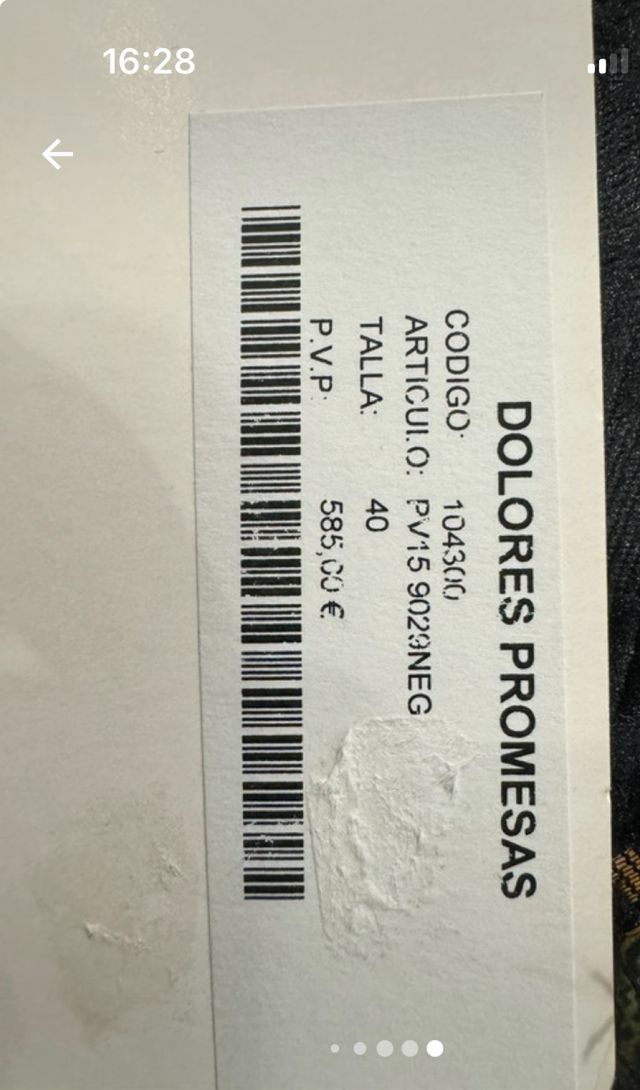 16:28
DOLORES PROMESAS
CODIGO: 104300
ARTICULO: PV15 9029NEG
TALLA: 40
P.V.P: 585,00 €